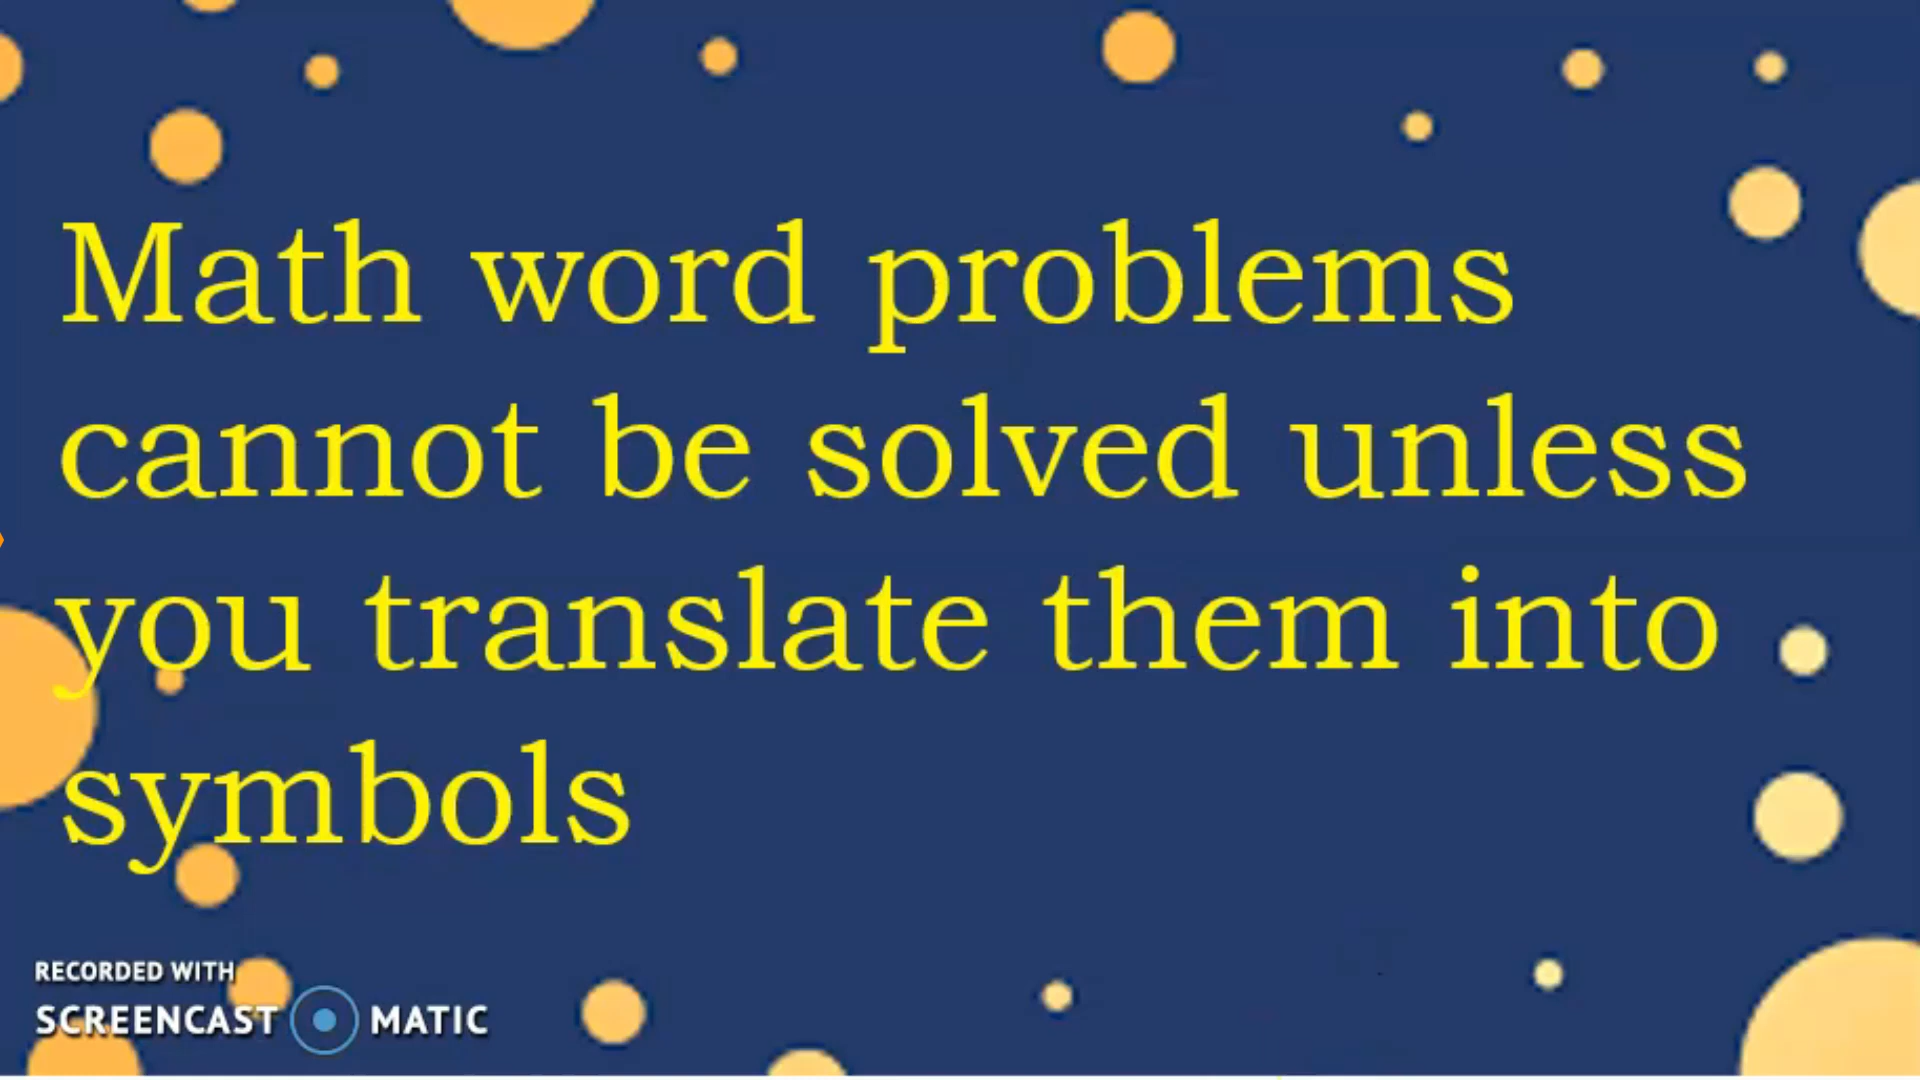 Math word problems
cannot be solved unless
you translate them into
symbols
RECORDED WITH
SCREENCAST MATIC